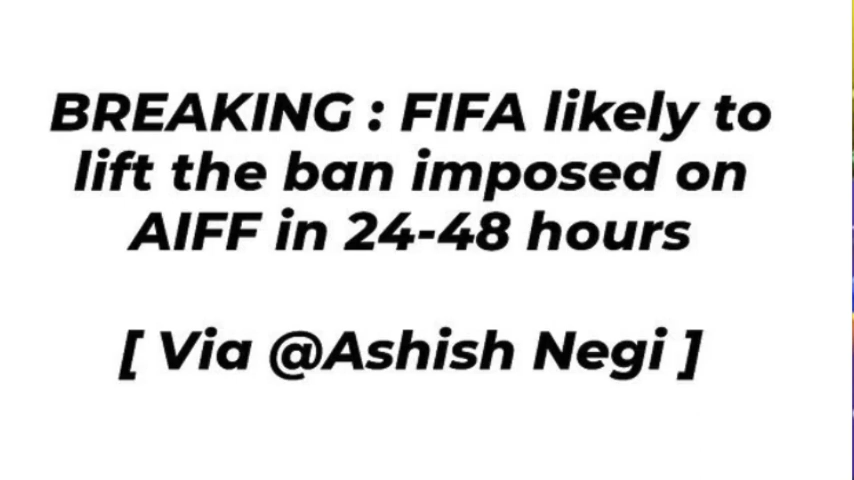 BREAKING : FIFA likely to
lift the ban imposed on
AIFF in 24-48 hours
[ Via @Ashish Negi ]